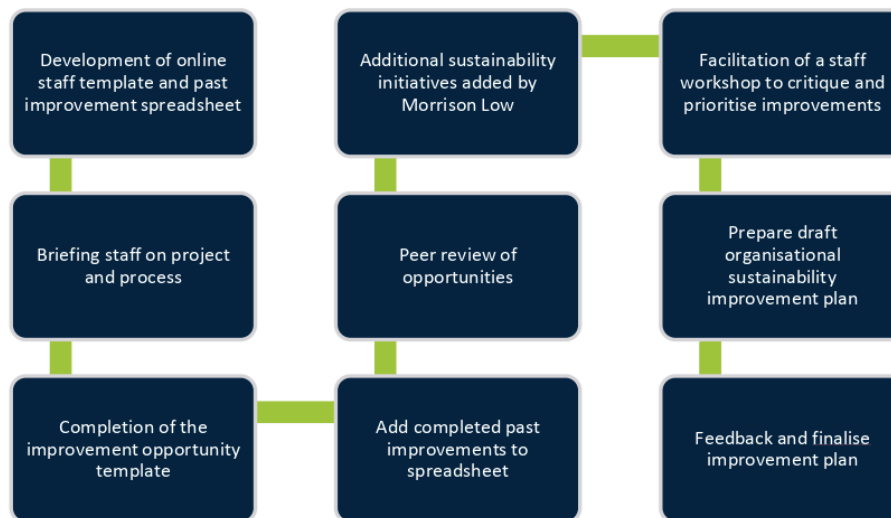 Development of online
staff template and past
improvement spreadsheet
Briefing staff on project
and process
Completion of the
improvement opportunity
template
Add completed past
improvements to
spreadsheet
Peer review of
opportunities
Additional sustainability
initiatives added by
Morrison Low
Facilitation of a staff
workshop to critique and
prioritise improvements
Prepare draft
organisational
sustainability
improvement plan
Feedback and finalise
improvement plan